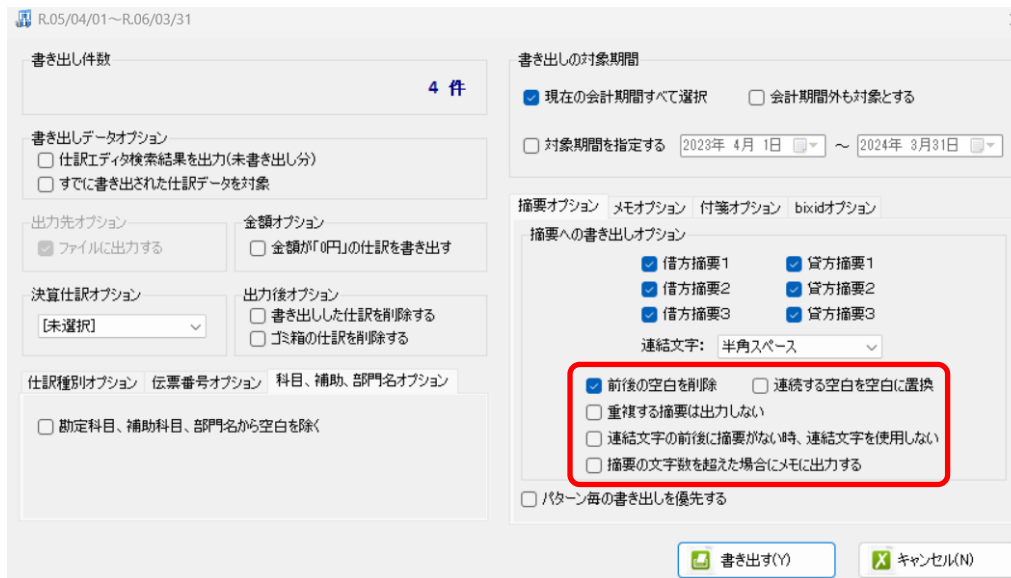 R.05/04/01～R.06/03/31
書き出し件数
4 件
書き出しデータオプション
仕訳エディタ検索結果を出力(未書き出し分)
すでに書き出された仕訳データを対象
出力先オプション
ファイルに出力する
金額オプション
金額が「0円」の仕訳を書き出す
決算仕訳オプション
[未選択]
出力後オプション
書き出しした仕訳を削除する
ゴミ箱の仕訳を削除する
仕訳種別オプション 伝票番号オプション 科目、補助、部門名オプション
勘定科目、補助科目、部門名から空白を除く
書き出しの対象期間
現在の会計期間すべて選択 会計期間外も対象とする
対象期間を指定する 2023年 4月 1日 ～ 2024年 3月31日
摘要オプション メモオプション 付箋オプション bixidオプション
摘要への書き出しオプション
借方摘要1 貸方摘要1
借方摘要2 貸方摘要2
借方摘要3 貸方摘要3
連結文字: 半角スペース
前後の空白を削除 連続する空白を空白に置換
重複する摘要は出力しない
連結文字の前後に摘要がない時、連結文字を使用しない
摘要の文字数を超えた場合にメモに出力する
パターン毎の書き出しを優先する
書き出す(Y) キャンセル(N)